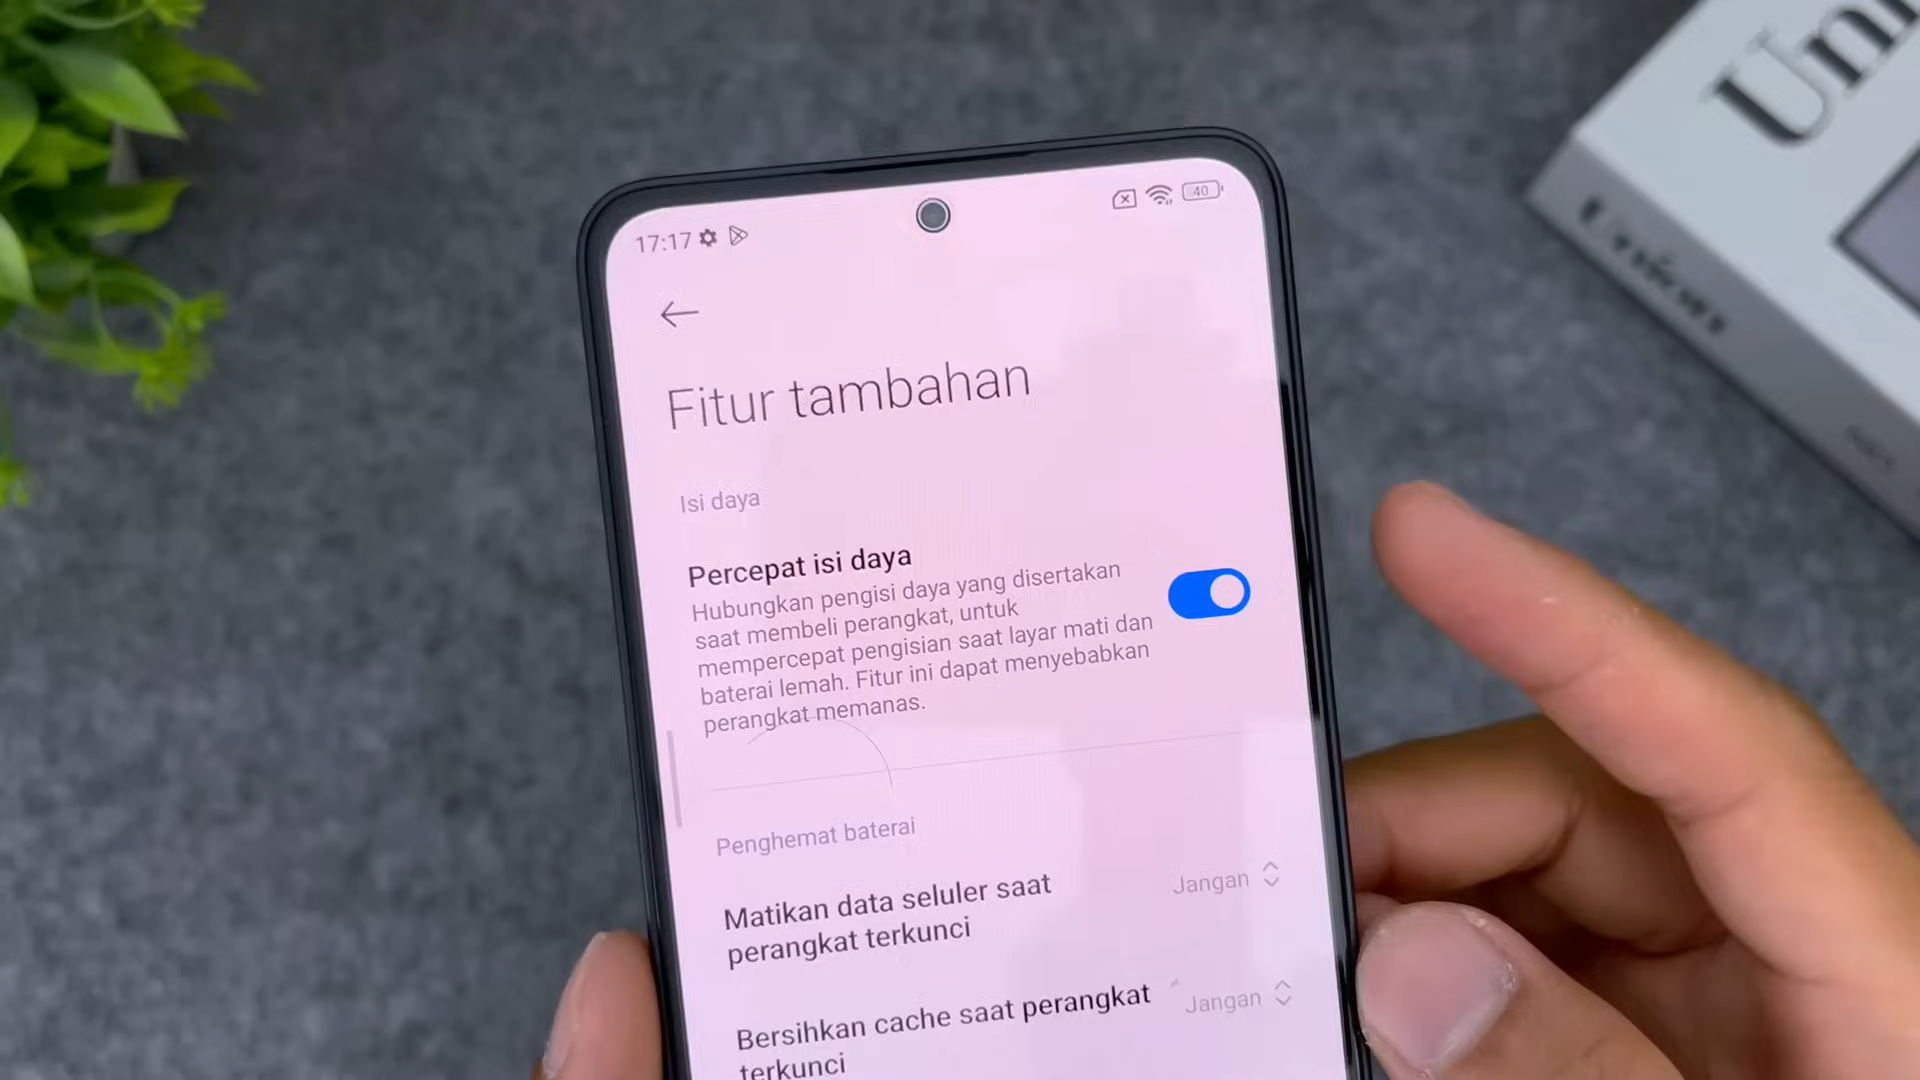 17:17
40
Fitur tambahan
Isi daya
Percepat isi daya
Hubungkan pengisi daya yang disertakan
saat membeli perangkat, untuk
mempercepat pengisian saat layar mati dan
baterai lemah. Fitur ini dapat menyebabkan
perangkat memanas.
Penghemat baterai
Matikan data seluler saat
perangkat terkunci
Jangan
Bersihkan cache saat perangkat
terkunci
Jangan